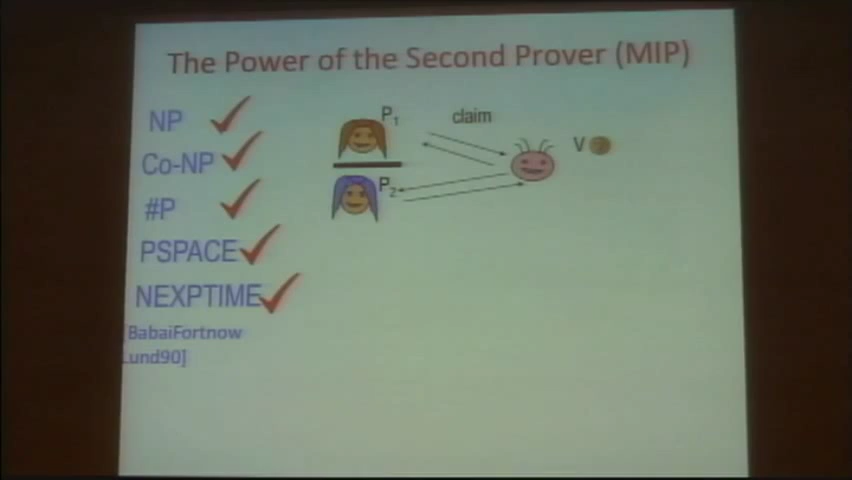 The Power of the Second Prover (MIP)
NP
Co-NP
#P
PSPACE
NEXPTIME
[BabaiFortnow
Lund90]
P1
claim
V
P2